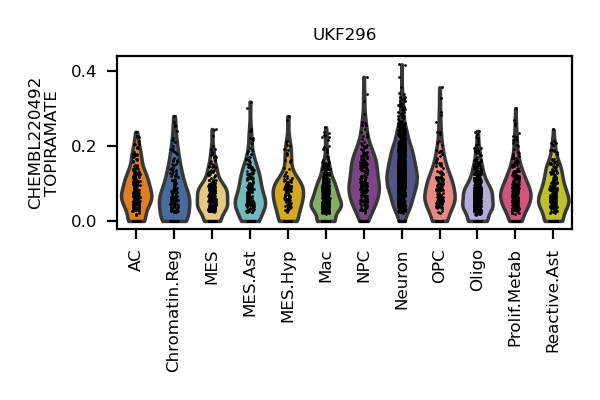 UKF296
CHEMBL220492
TOPIRAMATE
0.4
0.2
0.0
AC
Chromatin.Reg
MES
MES.Ast
MES.Hyp
Mac
NPC
Neuron
OPC
Oligo
Prolif.Metab
Reactive.Ast